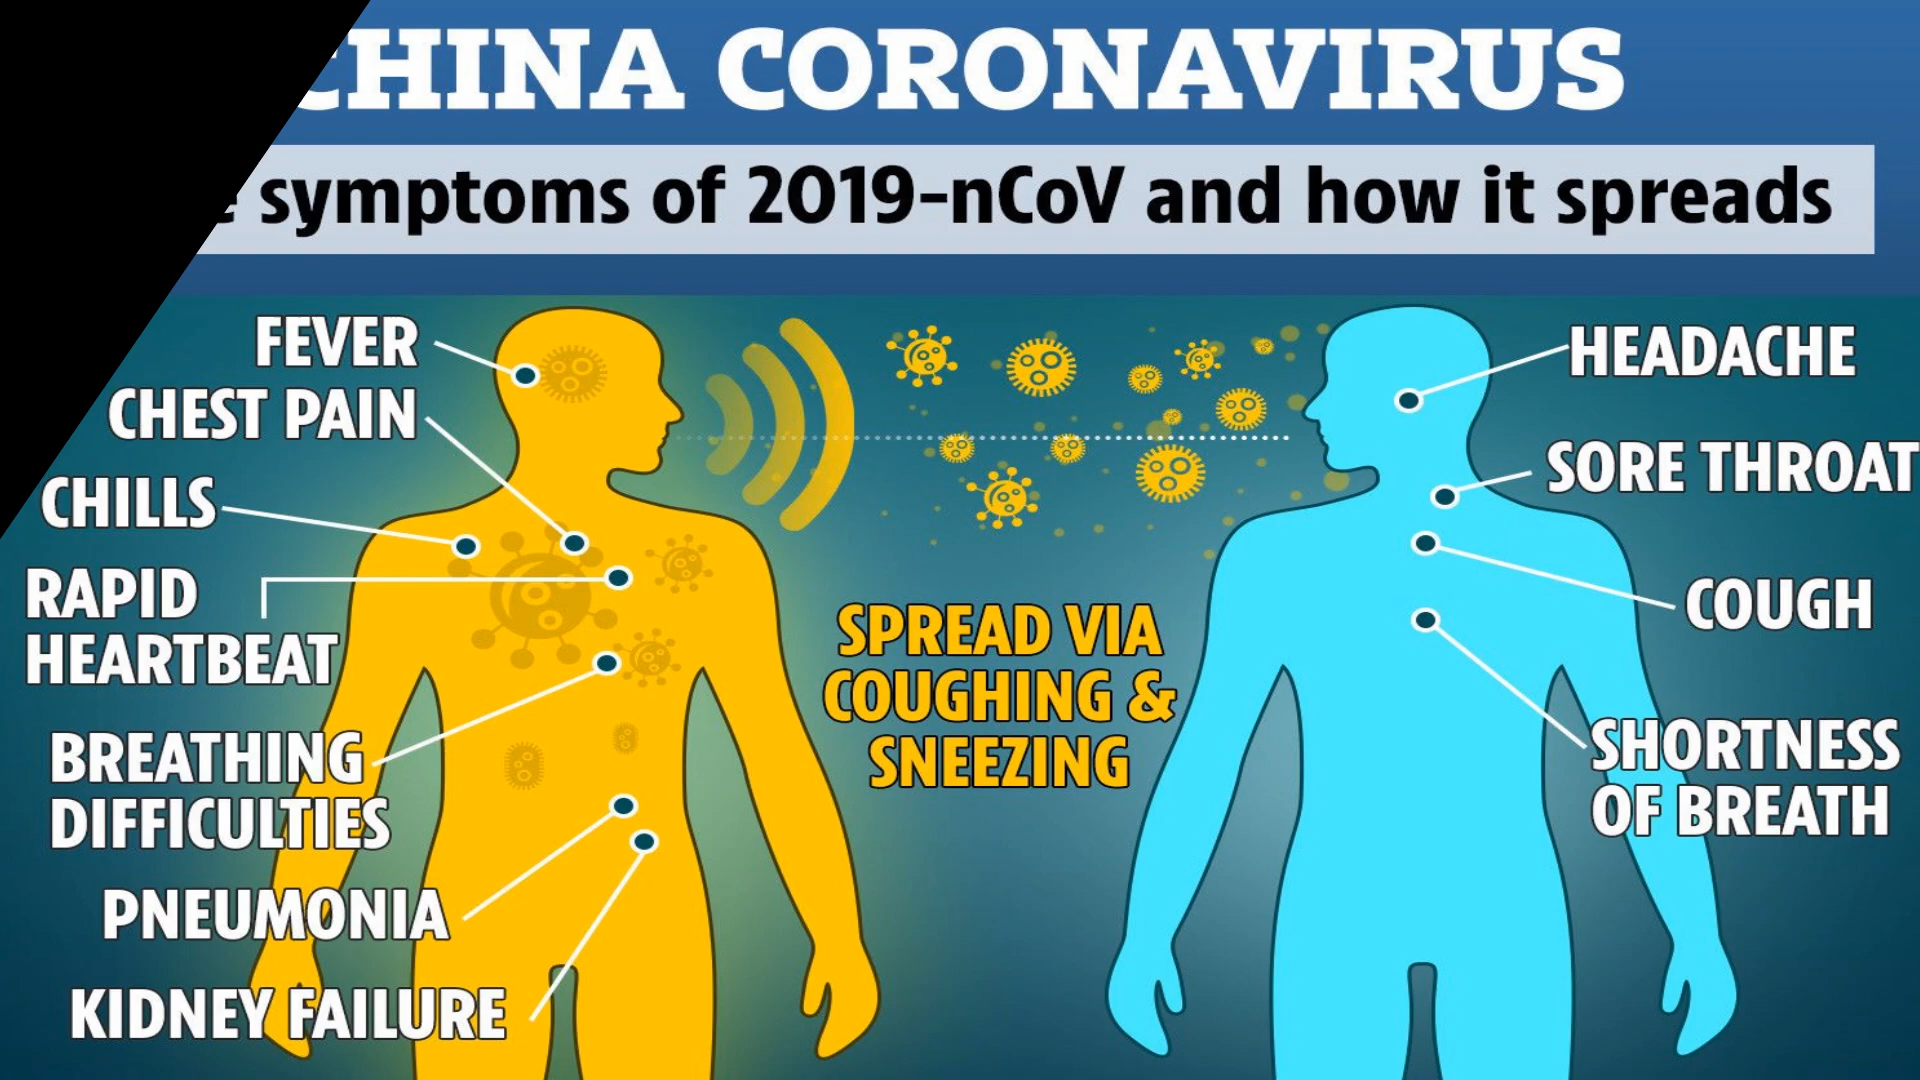 CHINA CORONAVIRUS
symptoms of 2019-nCoV and how it spreads
FEVER
CHEST PAIN
CHILLS
RAPID
HEARTBEAT
BREATHING
DIFFICULTIES
PNEUMONIA
KIDNEY FAILURE
SPREAD VIA
COUGHING &
SNEEZING
HEADACHE
SORE THROAT
COUGH
SHORTNESS
OF BREATH